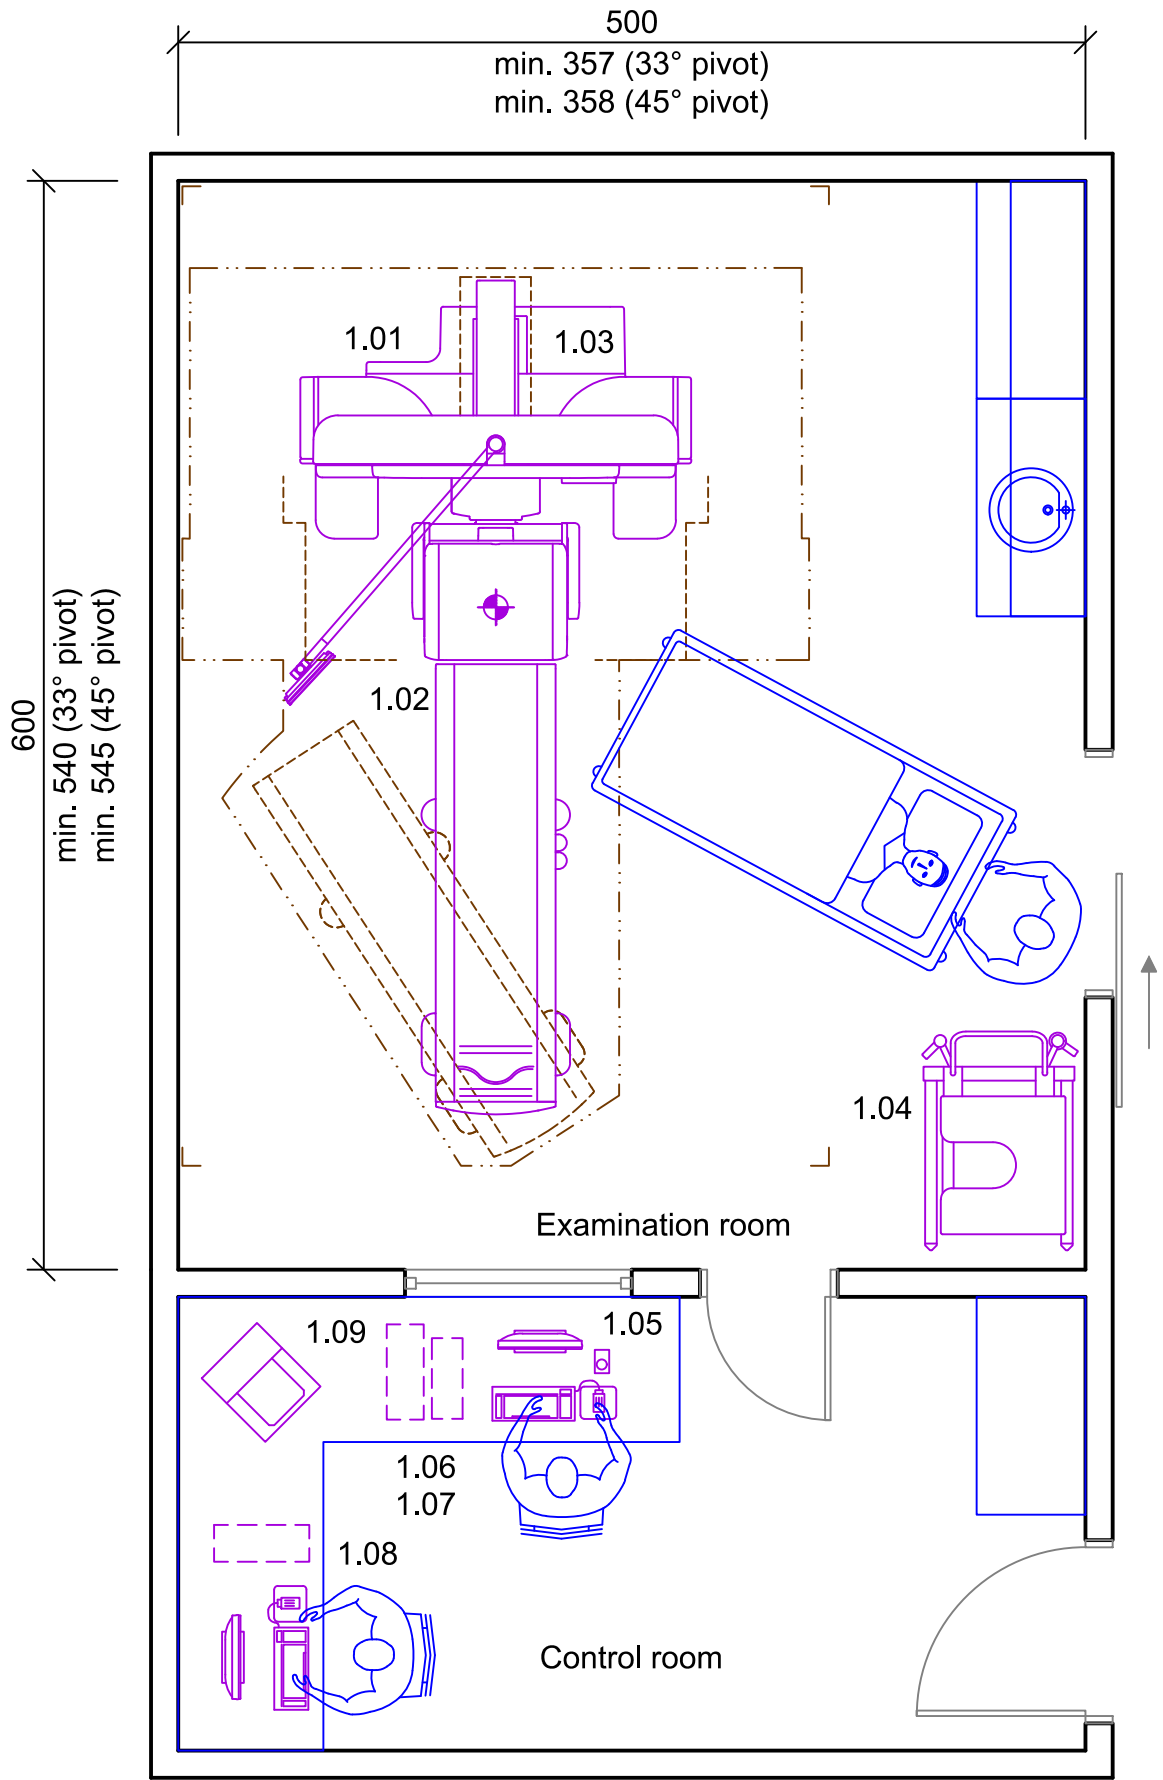 500
min. 357 (33° pivot)
min. 358 (45° pivot)
600
min. 540 (33° pivot)
min. 545 (45° pivot)
1.01
1.03
1.02
1.04
Examination room
1.09
1.05
1.06
1.07
1.08
Control room